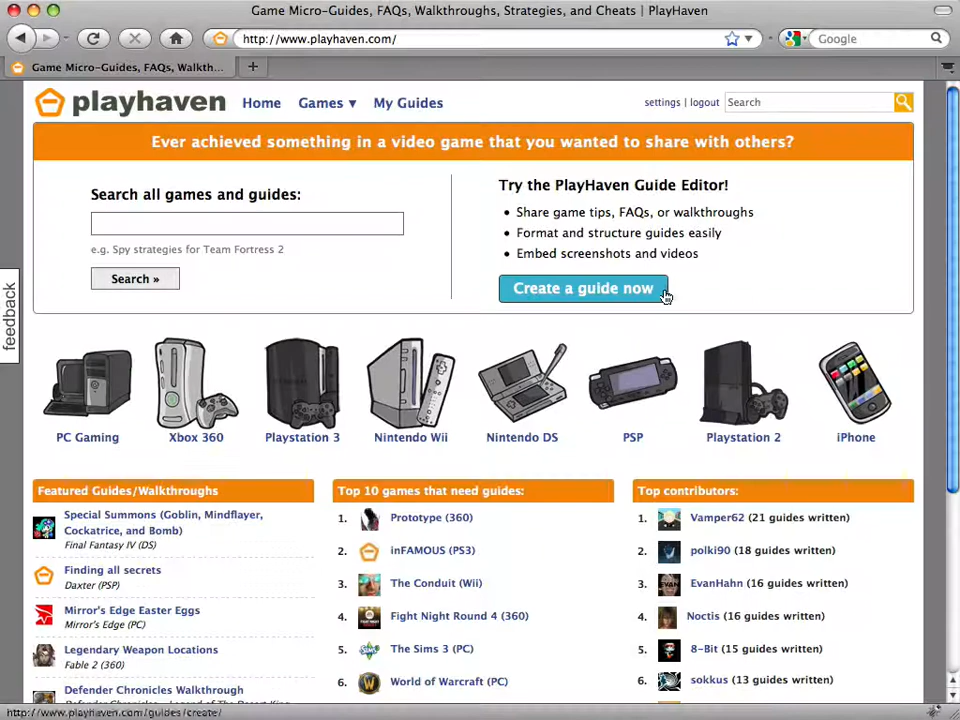 Game Micro-Guides, FAQs, Walkthroughs, Strategies, and Cheats | PlayHaven
http://www.playhaven.com/
Google
Game Micro-Guides, FAQs, Walkth...
playhaven
Home
Games ▾
My Guides
settings | logout
Search
Ever achieved something in a video game that you wanted to share with others?
Search all games and guides:
e.g. Spy strategies for Team Fortress 2
Search »
Try the PlayHaven Guide Editor!
• Share game tips, FAQs, or walkthroughs
• Format and structure guides easily
• Embed screenshots and videos
Create a guide now
feedback
PC Gaming
Xbox 360
Playstation 3
Nintendo Wii
Nintendo DS
PSP
Playstation 2
iPhone
Featured Guides/Walkthroughs
Special Summons (Goblin, Mindflayer,
Cockatrice, and Bomb)
Final Fantasy IV (DS)
Finding all secrets
Daxter (PSP)
Mirror's Edge Easter Eggs
Mirror's Edge (PC)
Legendary Weapon Locations
Fable 2 (360)
Defender Chronicles Walkthrough
Top 10 games that need guides:
1. Prototype (360)
2. inFAMOUS (PS3)
3. The Conduit (Wii)
4. Fight Night Round 4 (360)
5. The Sims 3 (PC)
6. World of Warcraft (PC)
Top contributors:
1. Vamper62 (21 guides written)
2. polki90 (18 guides written)
3. EvanHahn (16 guides written)
4. Noctis (16 guides written)
5. 8-Bit (15 guides written)
6. sokkus (13 guides written)
http://www.playhaven.com/guides/create/